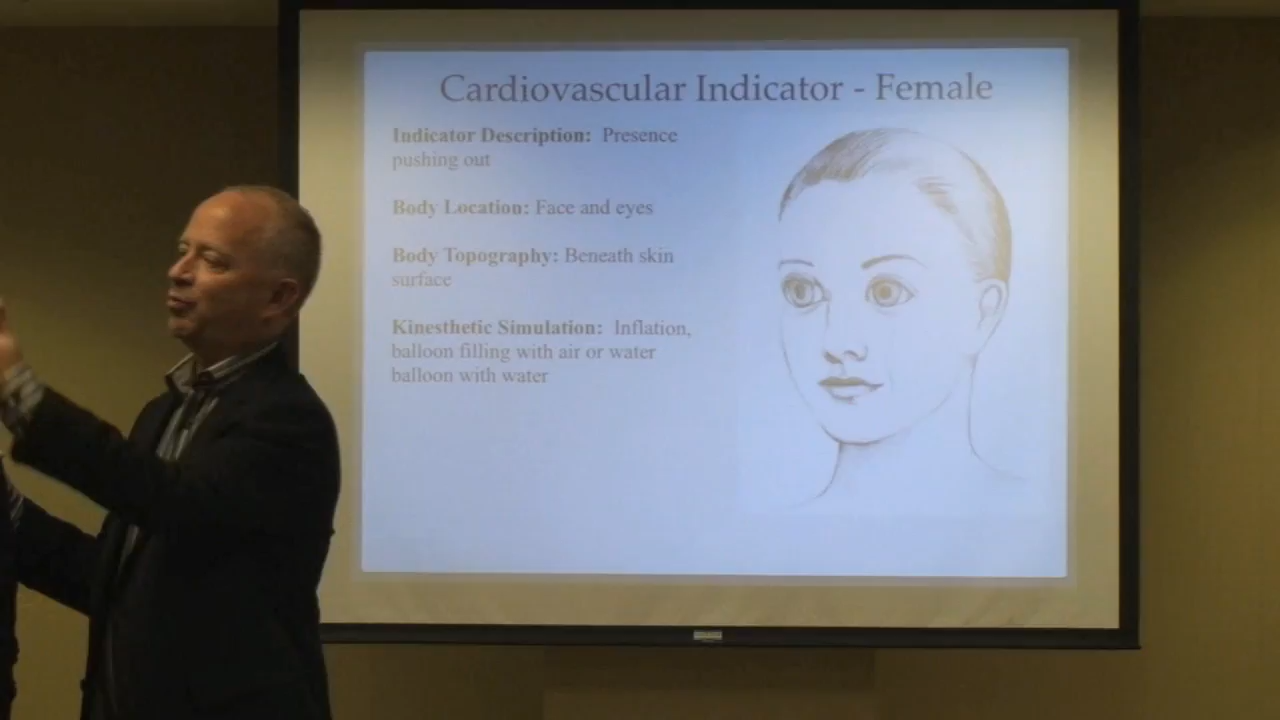 Cardiovascular Indicator - Female
Indicator Description: Presence
pushing out
Body Location: Face and eyes
Body Topography: Beneath skin
surface
Kinesthetic Simulation: Inflation,
balloon filling with air or water
balloon with water